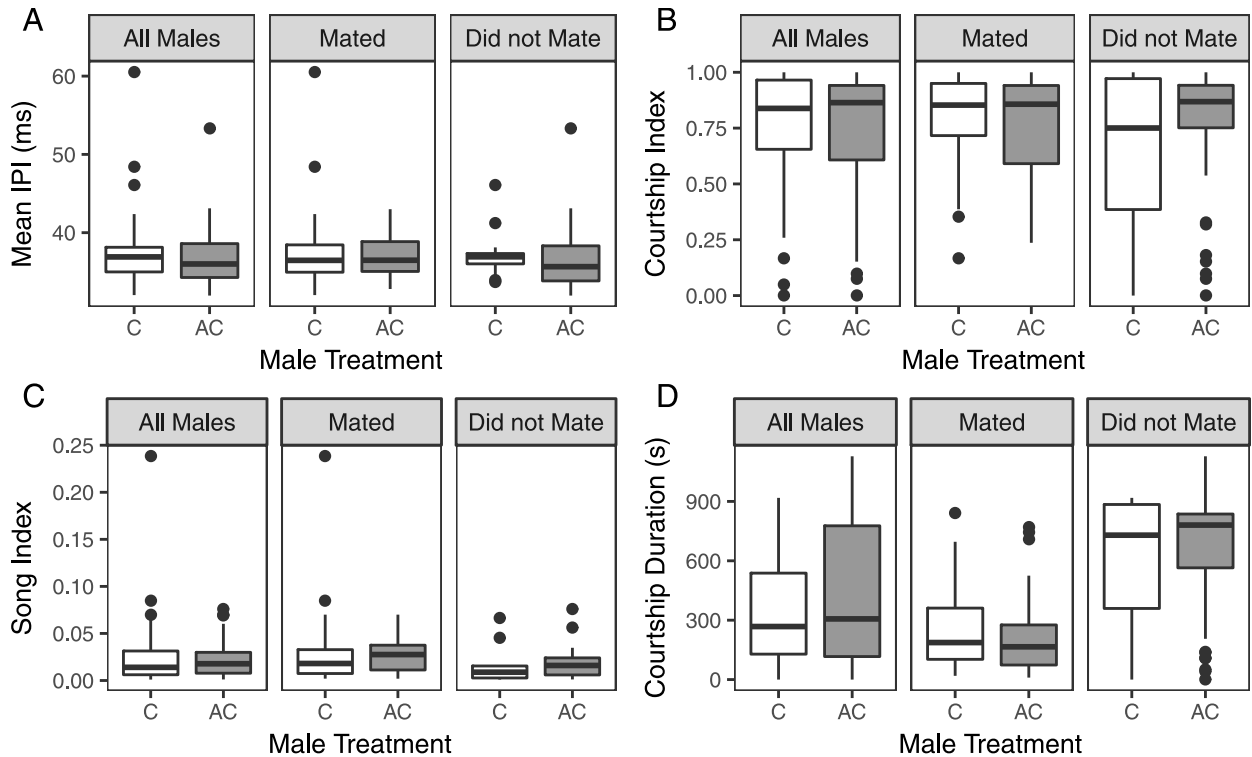 A
All Males
Mated
Did not Mate
Mean IPI (ms)
60
50
40
C
AC
C
AC
C
AC
Male Treatment
B
All Males
Mated
Did not Mate
Courtship Index
1.00
0.75
0.50
0.25
0.00
C
AC
C
AC
C
AC
Male Treatment
C
All Males
Mated
Did not Mate
Song Index
0.25
0.20
0.15
0.10
0.05
0.00
C
AC
C
AC
C
AC
Male Treatment
D
All Males
Mated
Did not Mate
Courtship Duration (s)
900
600
300
0
C
AC
C
AC
C
AC
Male Treatment